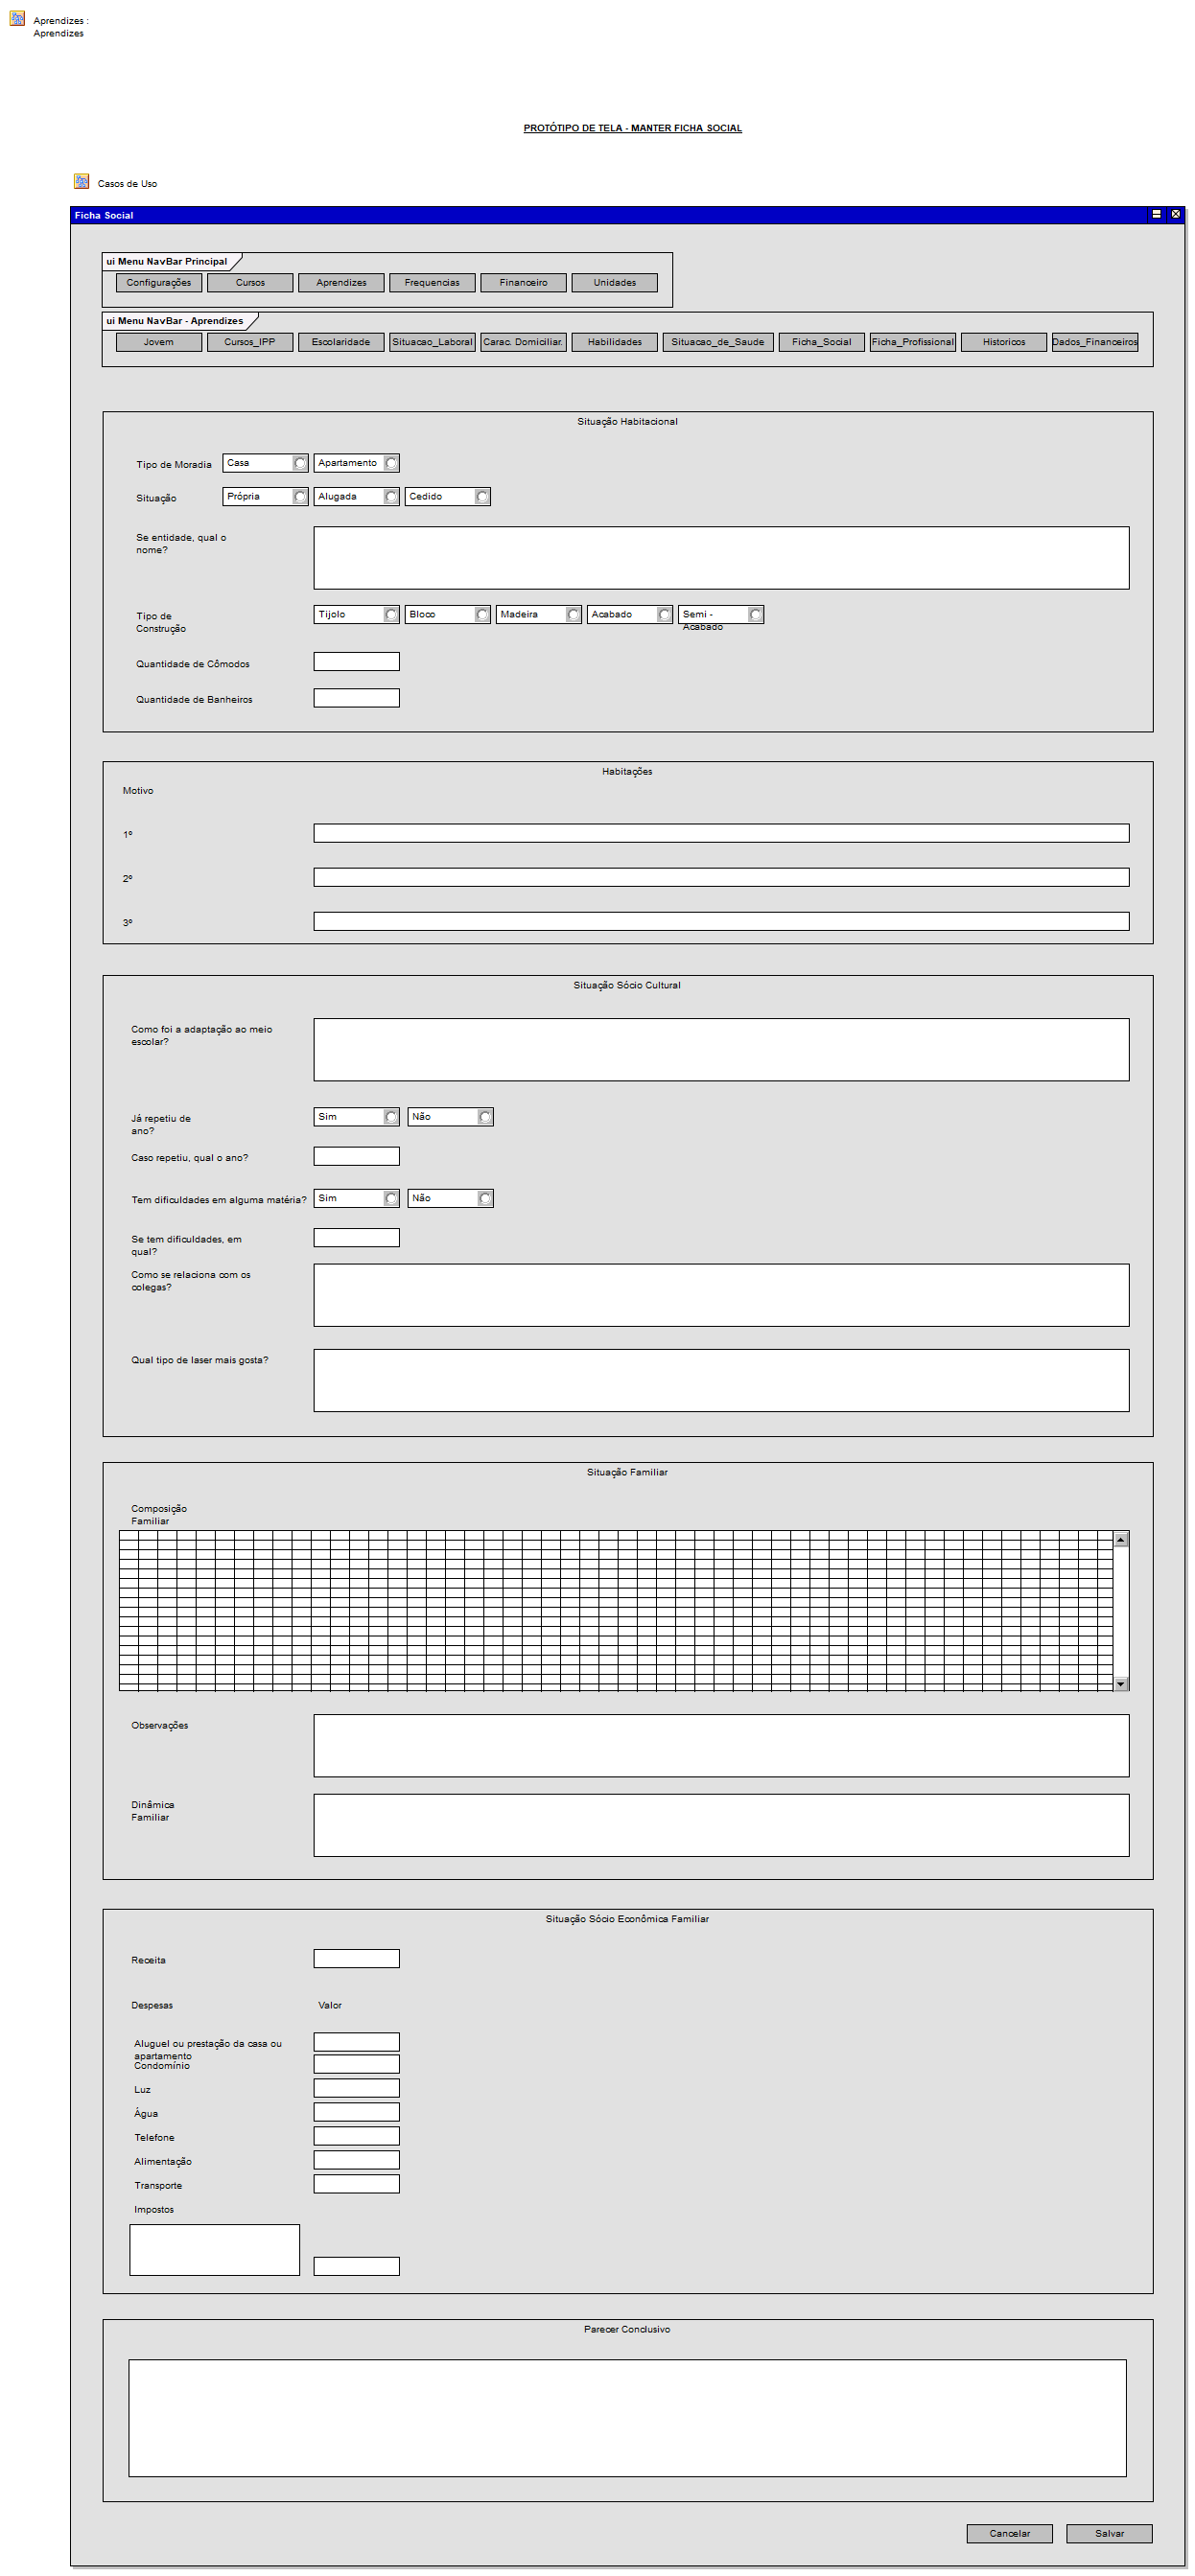 Aprendizes :
Aprendizes
PROTÓTIPO DE TELA - MANTER FICHA SOCIAL
Casos de Uso
Ficha Social
ui Menu NavBar Principal
Configurações Cursos Aprendizes Frequencias Financeiro Unidades
ui Menu NavBar - Aprendizes
Jovem Cursos_IPP Escolaridade Situacao_Laboral Carac. Domiciliar. Habilidades Situacao_de_Saude Ficha_Social Ficha_Profissional Historicos Dados_Financeiros
Situação Habitacional
Tipo de Moradia Casa Apartamento
Situação Própria Alugada Cedido
Se entidade, qual o
nome?
Tipo de
Construção
Tijolo Bloco Madeira Acabado Semi -
Acabado
Quantidade de Cômodos
Quantidade de Banheiros
Habitações
Motivo
1º
2º
3º
Situação Sócio Cultural
Como foi a adaptação ao meio
escolar?
Já repetiu de
ano?
Sim Não
Caso repetiu, qual o ano?
Tem dificuldades em alguma matéria? Sim Não
Se tem dificuldades, em
qual?
Como se relaciona com os
colegas?
Qual tipo de laser mais gosta?
Situação Familiar
Composição
Familiar
Observações
Dinâmica
Familiar
Situação Sócio Econômica Familiar
Receita
Despesas Valor
Aluguel ou prestação da casa ou
apartamento
Condomínio
Luz
Água
Telefone
Alimentação
Transporte
Impostos
Parecer Conclusivo
Cancelar Salvar